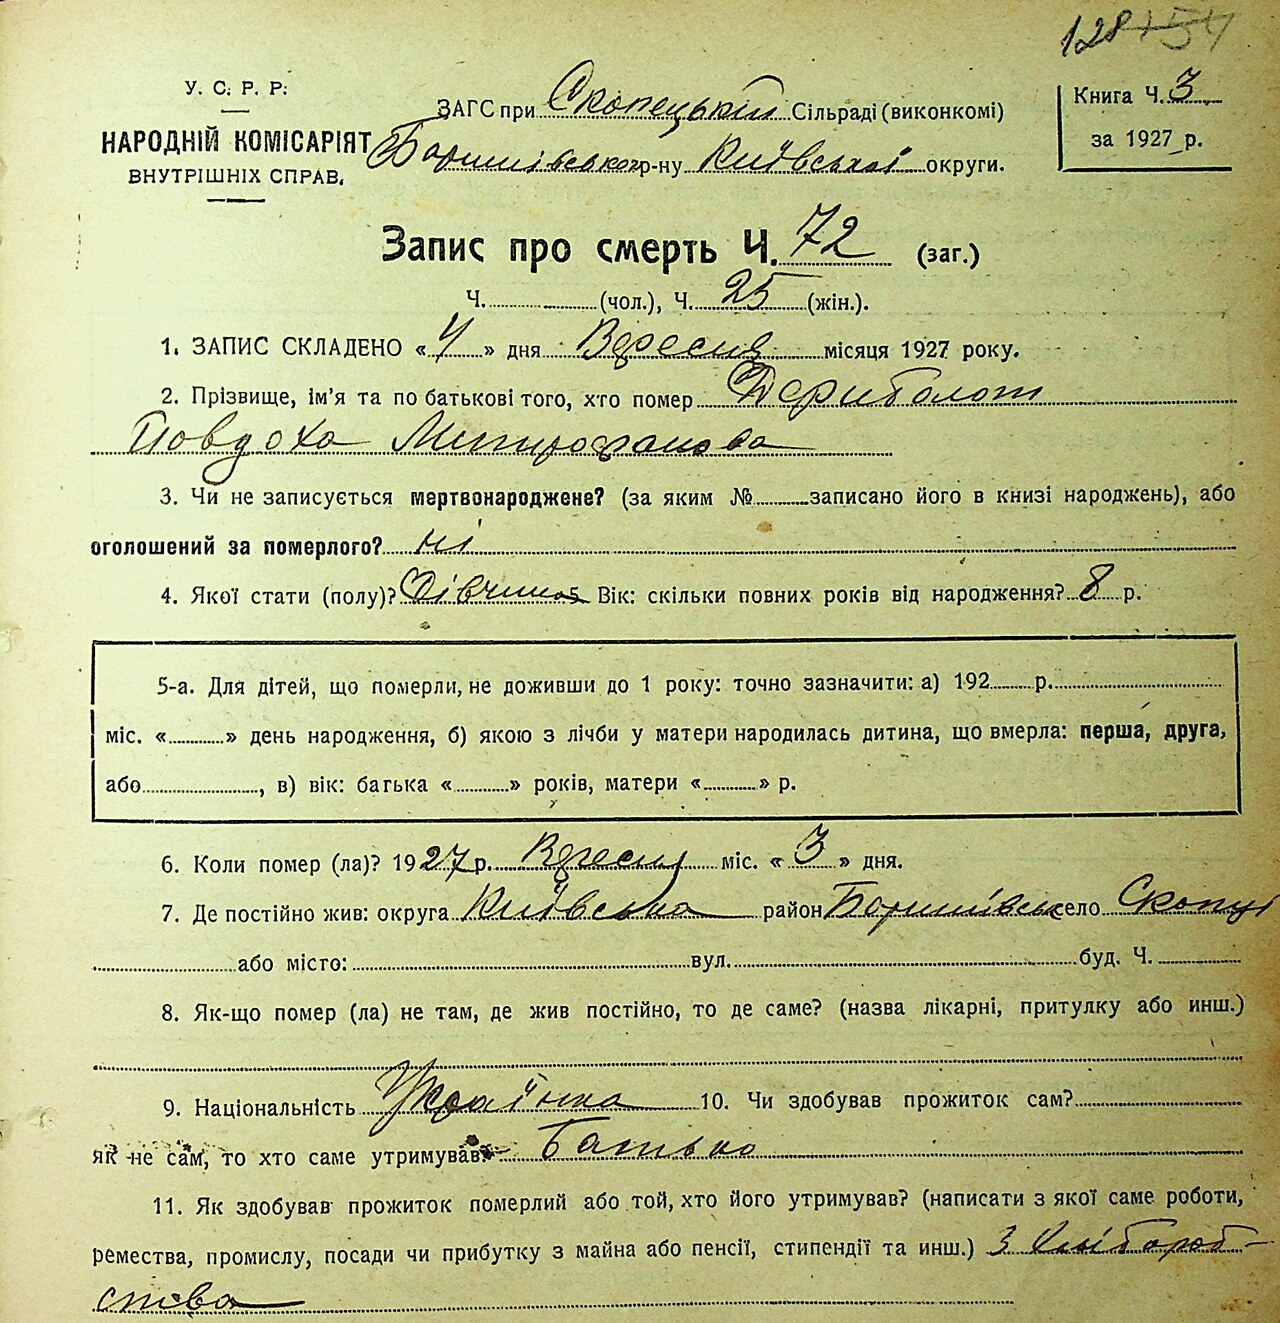 128 154
У. С. Р. Р.
НАРОДНІЙ КОМІСАРІЯТ
ВНУТРІШНІХ СПРАВ.
ЗАГС при Скопецькій Сільраді (виконкомі)
Баришівського р-ну Київської округи.
Книга Ч. 3
за 1927 р.
Запис про смерть Ч. 72 (заг.)
Ч. (чол.), Ч. 25 (жін.).
1. ЗАПИС СКЛАДЕНО «4» дня Вересня місяця 1927 року.
2. Прізвище, ім'я та по батькові того, хто помер Дериболот
Повдоха Митрофанова
3. Чи не записується мертвонароджене? (за яким № записано його в книзі народжень), або
оголошений за померлого? ні
4. Якої стати (полу)? Дівчина Вік: скільки повних років від народження? 8 р.
5-а. Для дітей, що померли, не доживши до 1 року: точно зазначити: а) 192 р.
міс. « » день народження, б) якою з лічби у матери народилась дитина, що вмерла: перша, друга,
або , в) вік: батька « » років, матери « » р.
6. Коли помер (ла)? 1927 р. Вересня міс. «3» дня.
7. Де постійно жив: округа Київська район Баришівськ село Скопці
або місто: вул. буд. Ч.
8. Як-що помер (ла) не там, де жив постійно, то де саме? (назва лікарні, притулку або инш.)
9. Національність Українка 10. Чи здобував прожиток сам?
як не сам, то хто саме утримував? Батько
11. Як здобував прожиток померлий або той, хто його утримував? (написати з якої саме роботи,
ремества, промислу, посади чи прибутку з майна або пенсії, стипендії та инш.) З Хлібороб-
ства